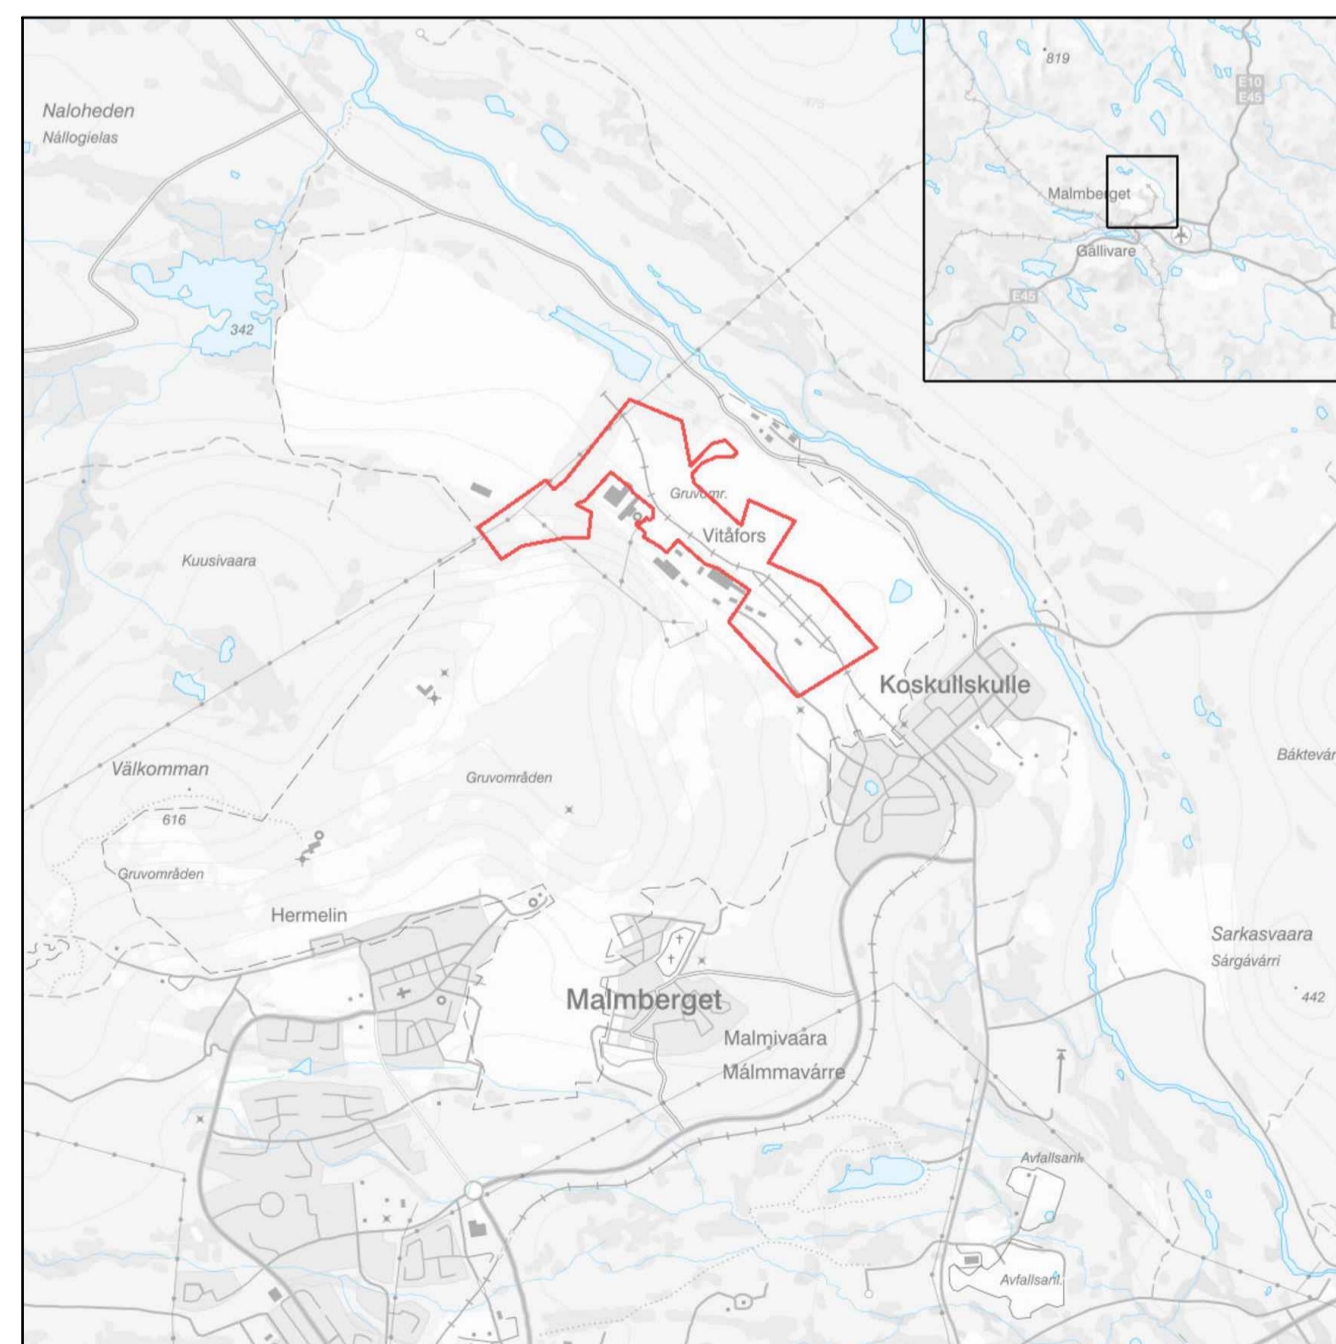 Naloheden
Nállogielas
475
819
E10
E45
Malmberget
Gällivare
E45
342
Gruvomr.
Vitåfors
Kuusivaara
Koskullskulle
Välkomman
616
Gruvområden
Gruvområden
Hermelin
Malmberget
Malmivaara
Málmmavárre
Sarkasvaara
Sárgávárri
442
Avfallsanl.
Avfallsanl.